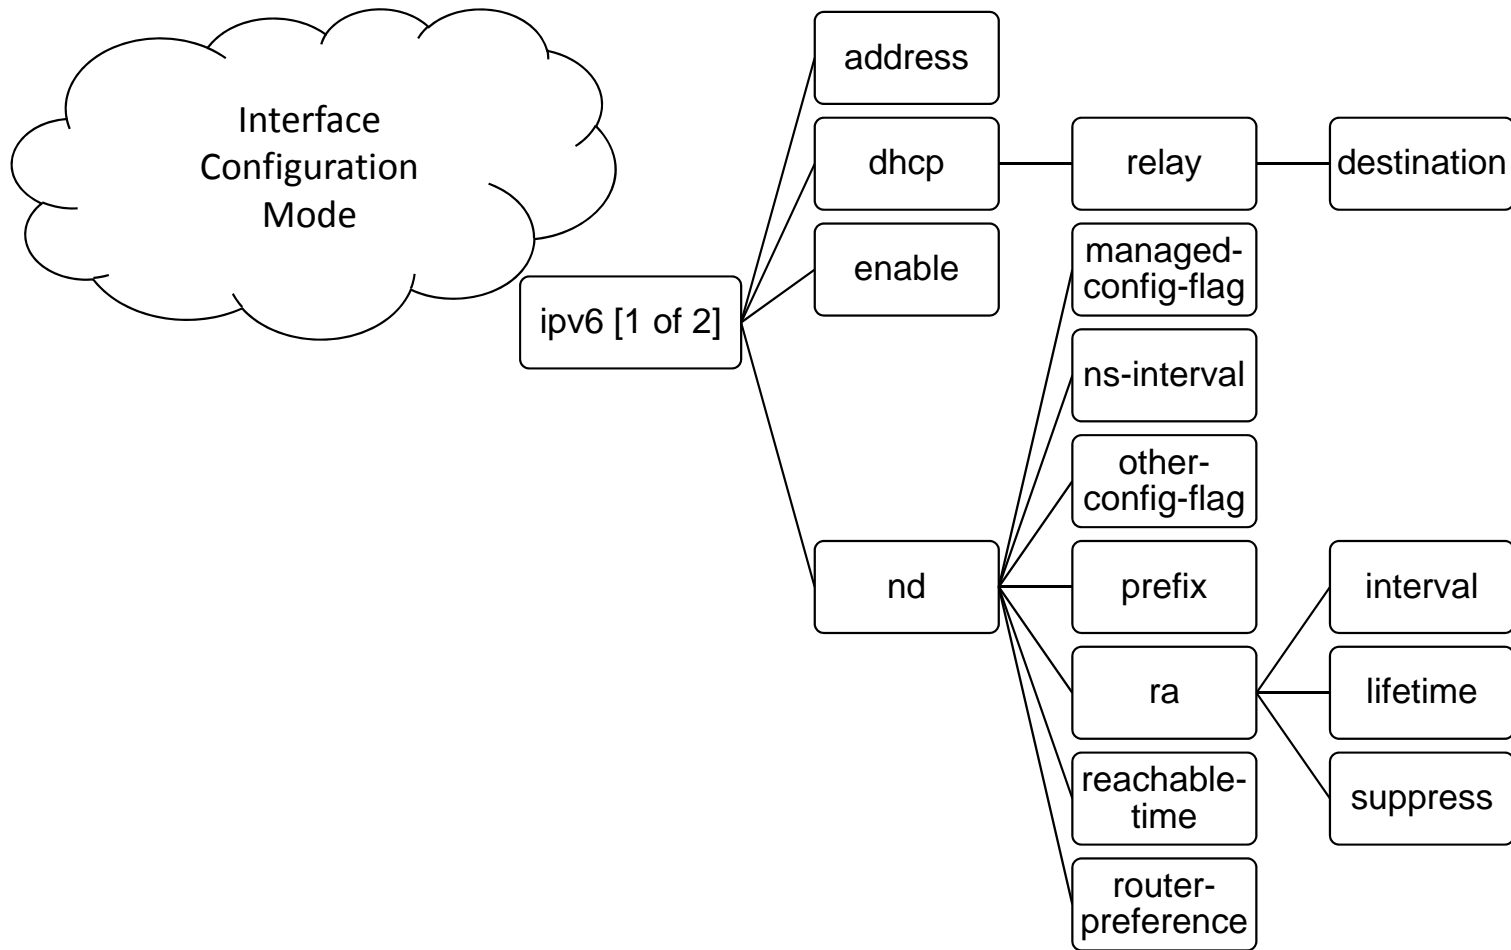 Interface
Configuration
Mode
ipv6 [1 of 2]
address
dhcp
relay
destination
enable
nd
managed-
config-flag
ns-interval
other-
config-flag
prefix
ra
interval
lifetime
suppress
reachable-
time
router-
preference